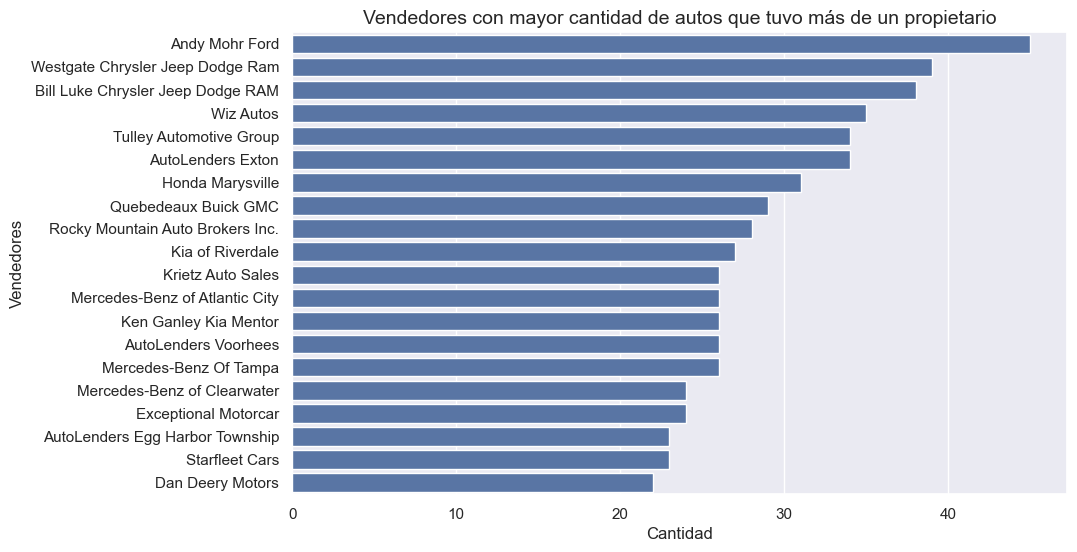 Vendedores con mayor cantidad de autos que tuvo más de un propietario
Vendedores
Andy Mohr Ford
Westgate Chrysler Jeep Dodge Ram
Bill Luke Chrysler Jeep Dodge RAM
Wiz Autos
Tulley Automotive Group
AutoLenders Exton
Honda Marysville
Quebedeaux Buick GMC
Rocky Mountain Auto Brokers Inc.
Kia of Riverdale
Krietz Auto Sales
Mercedes-Benz of Atlantic City
Ken Ganley Kia Mentor
AutoLenders Voorhees
Mercedes-Benz Of Tampa
Mercedes-Benz of Clearwater
Exceptional Motorcar
AutoLenders Egg Harbor Township
Starfleet Cars
Dan Deery Motors
0 10 20 30 40
Cantidad